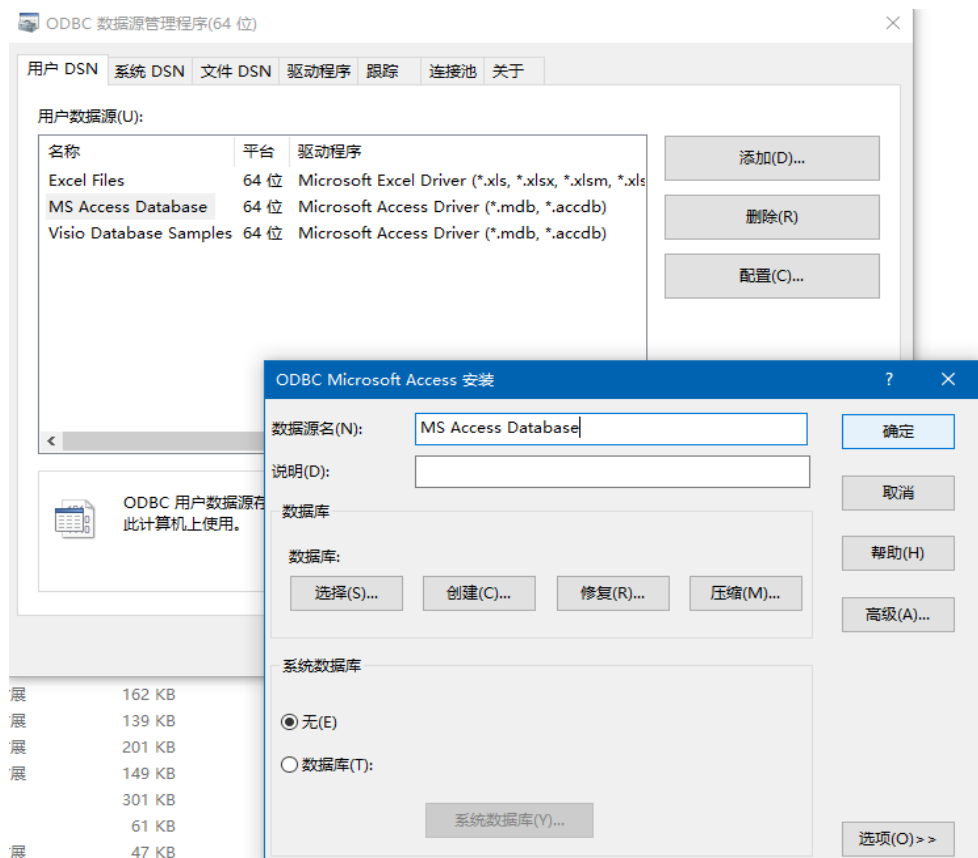 ODBC 数据源管理程序(64 位)
用户 DSN 系统 DSN 文件 DSN 驱动程序 跟踪 连接池 关于
用户数据源(U):
名称 平台 驱动程序
Excel Files 64 位 Microsoft Excel Driver (*.xls, *.xlsx, *.xlsm, *.xls
MS Access Database 64 位 Microsoft Access Driver (*.mdb, *.accdb)
Visio Database Samples 64 位 Microsoft Access Driver (*.mdb, *.accdb)
添加(D)...
删除(R)
配置(C)...
ODBC 用户数据源存
此计算机上使用。
ODBC Microsoft Access 安装
数据源名(N): MS Access Database
说明(D):
数据库
数据库:
选择(S)... 创建(C)... 修复(R)... 压缩(M)...
系统数据库
无(E)
数据库(T):
系统数据库(Y)...
确定
取消
帮助(H)
高级(A)...
选项(O)>>
展 162 KB
展 139 KB
展 201 KB
展 149 KB
301 KB
61 KB
展 47 KB